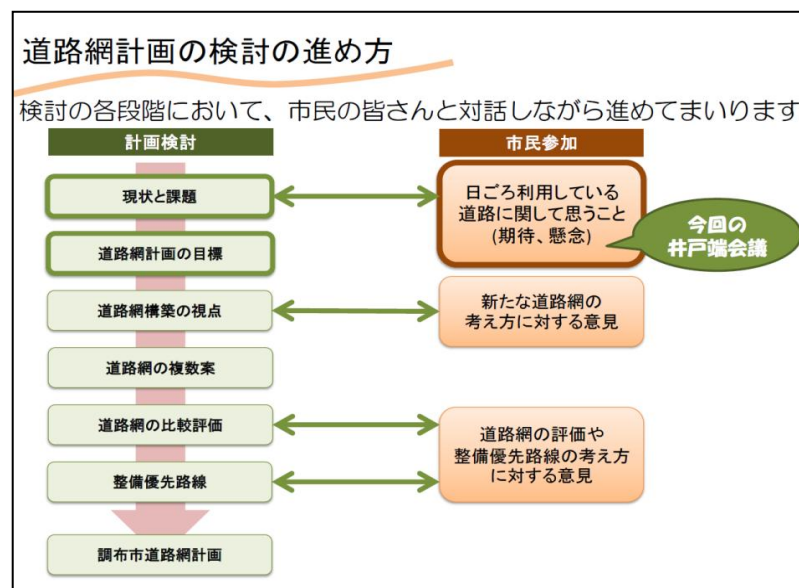 道路網計画の検討の進め方
検討の各段階において、市民の皆さんと対話しながら進めてまいります
計画検討
市民参加
現状と課題
日ごろ利用している
道路に関して思うこと
(期待、懸念)
今回の
井戸端会議
道路網計画の目標
道路網構築の視点
新たな道路網の
考え方に対する意見
道路網の複数案
道路網の比較評価
道路網の評価や
整備優先路線の考え方
に対する意見
整備優先路線
調布市道路網計画